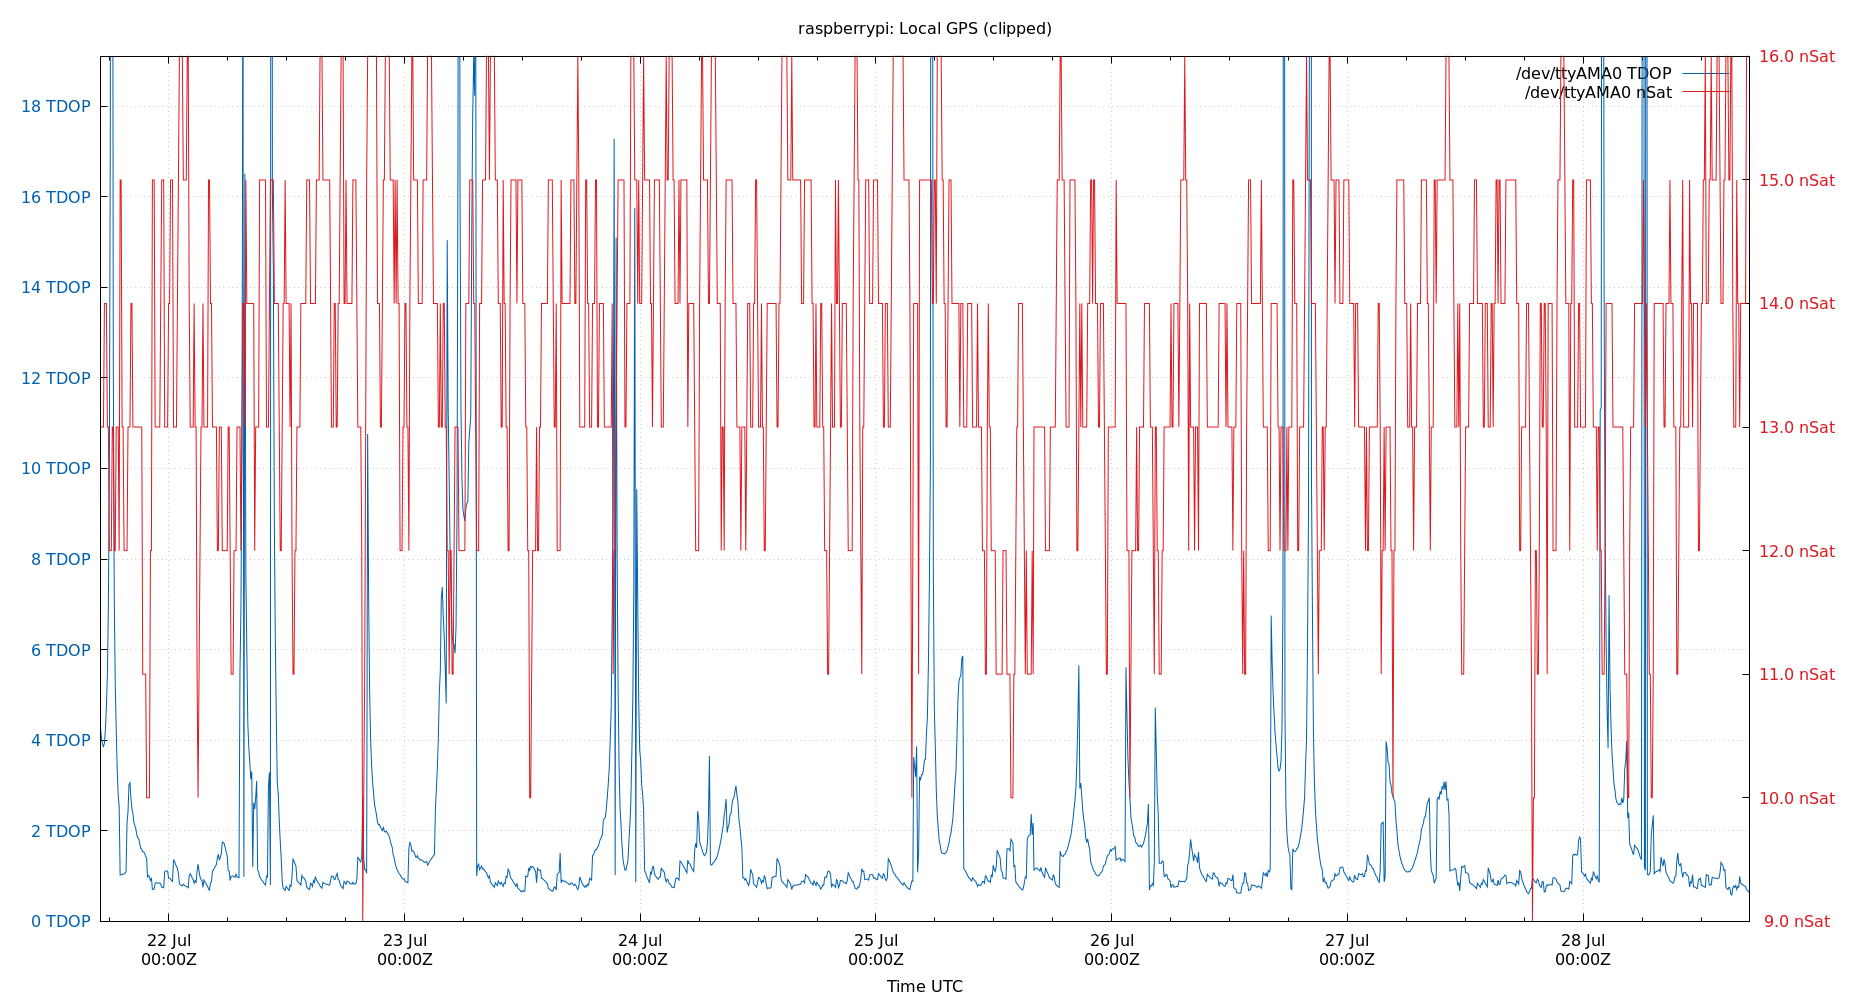 raspberrypi: Local GPS (clipped)
/dev/ttyAMA0 TDOP
/dev/ttyAMA0 nSat
18 TDOP
16 TDOP
14 TDOP
12 TDOP
10 TDOP
8 TDOP
6 TDOP
4 TDOP
2 TDOP
0 TDOP
16.0 nSat
15.0 nSat
14.0 nSat
13.0 nSat
12.0 nSat
11.0 nSat
10.0 nSat
9.0 nSat
22 Jul
00:00Z
23 Jul
00:00Z
24 Jul
00:00Z
25 Jul
00:00Z
26 Jul
00:00Z
27 Jul
00:00Z
28 Jul
00:00Z
Time UTC